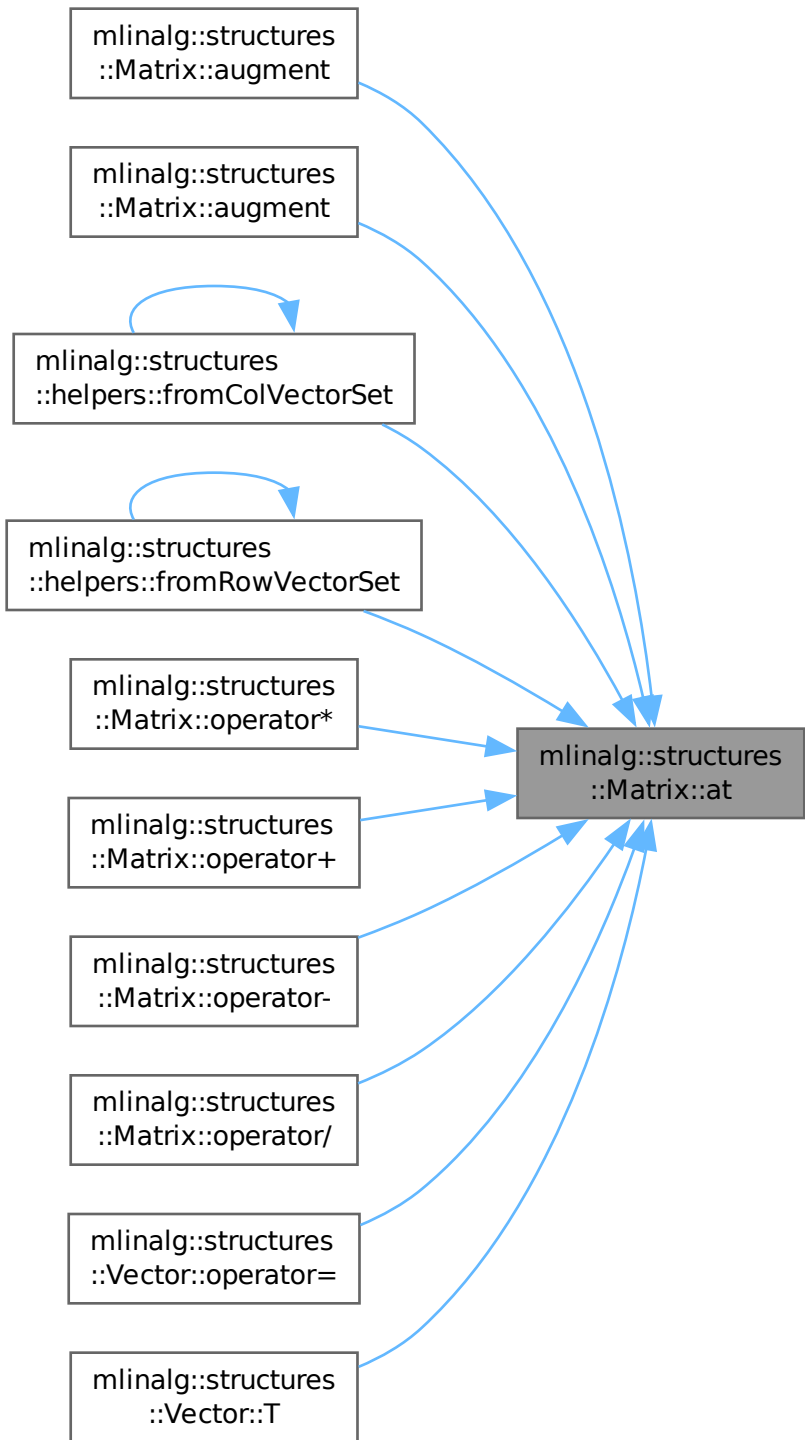 mlinalg::structures
::Matrix::augment
mlinalg::structures
::Matrix::augment
mlinalg::structures
::helpers::fromColVectorSet
mlinalg::structures
::helpers::fromRowVectorSet
mlinalg::structures
::Matrix::operator*
mlinalg::structures
::Matrix::at
mlinalg::structures
::Matrix::operator+
mlinalg::structures
::Matrix::operator-
mlinalg::structures
::Matrix::operator/
mlinalg::structures
::Vector::operator=
mlinalg::structures
::Vector::T